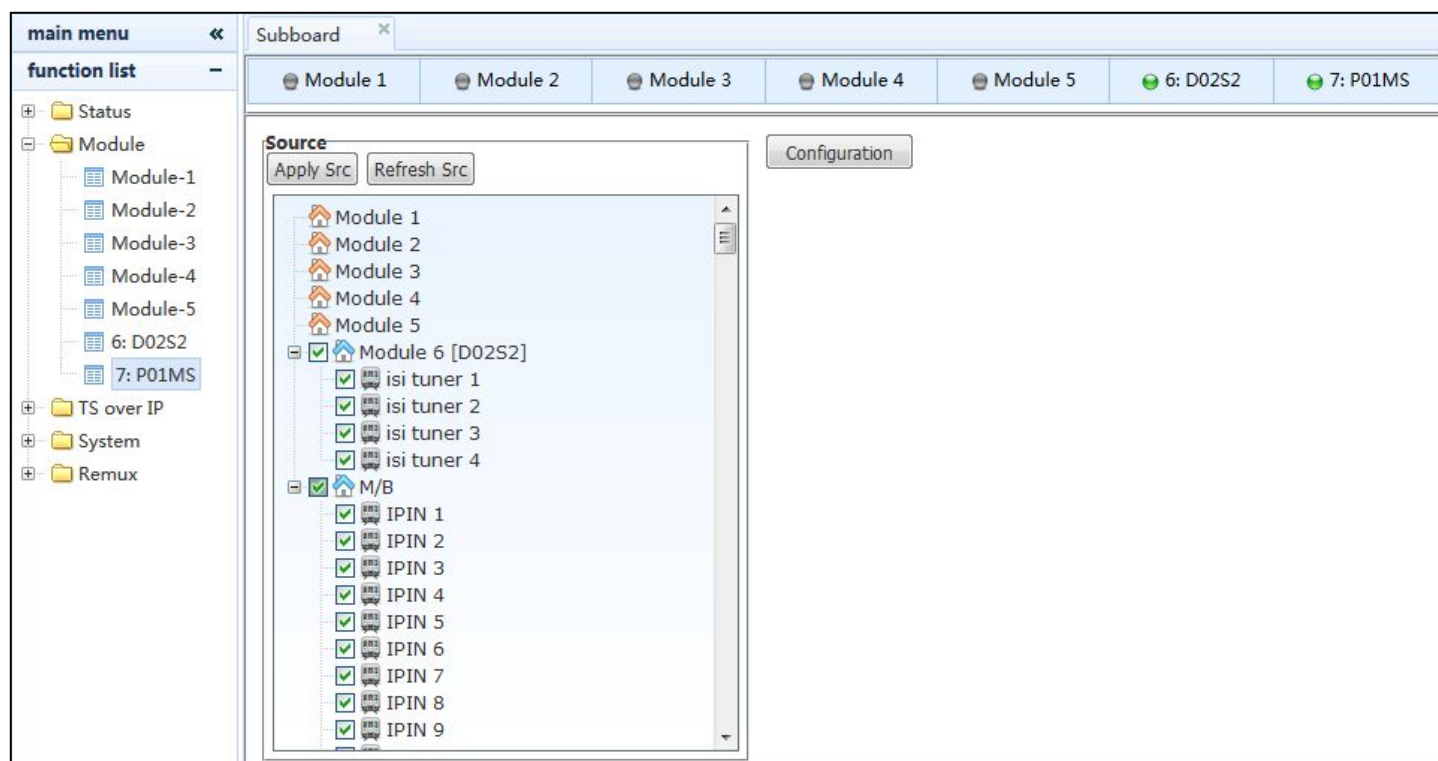 main menu «
function list −
Status
Module
Module-1
Module-2
Module-3
Module-4
Module-5
6: D02S2
7: P01MS
TS over IP
System
Remux
Subboard ×
Module 1 Module 2 Module 3 Module 4 Module 5 6: D02S2 7: P01MS
Source
Apply Src Refresh Src
Configuration
Module 1
Module 2
Module 3
Module 4
Module 5
Module 6 [D02S2]
isi tuner 1
isi tuner 2
isi tuner 3
isi tuner 4
M/B
IPIN 1
IPIN 2
IPIN 3
IPIN 4
IPIN 5
IPIN 6
IPIN 7
IPIN 8
IPIN 9